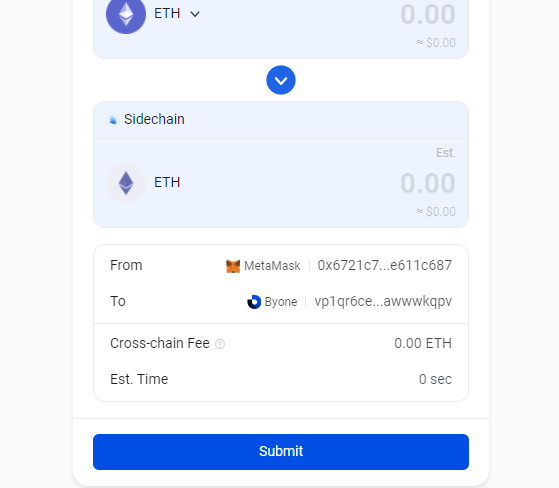 ETH 0.00
≈ $0.00
Sidechain
Est.
ETH 0.00
≈ $0.00
From MetaMask 0x6721c7...e611c687
To Byone vp1qr6ce...awwwkqpv
Cross-chain Fee 0.00 ETH
Est. Time 0 sec
Submit